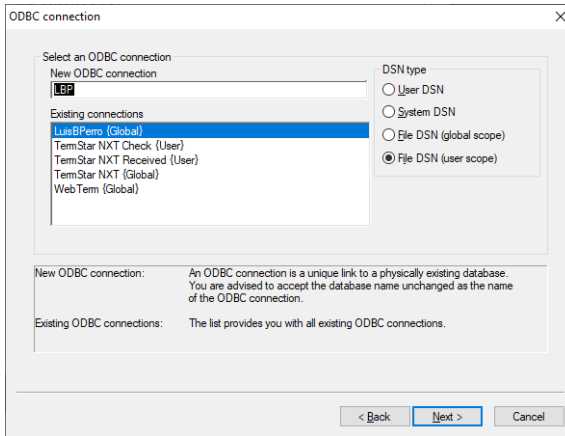 ODBC connection
Select an ODBC connection
New ODBC connection
LBP
Existing connections
LuisBPerro {Global}
TermStar NXT Check {User}
TermStar NXT Received {User}
TermStar NXT {Global}
WebTerm {Global}
DSN type
User DSN
System DSN
File DSN (global scope)
File DSN (user scope)
New ODBC connection: An ODBC connection is a unique link to a physically existing database.
You are advised to accept the database name unchanged as the name
of the ODBC connection.
Existing ODBC connections: The list provides you with all existing ODBC connections.
< Back Next > Cancel